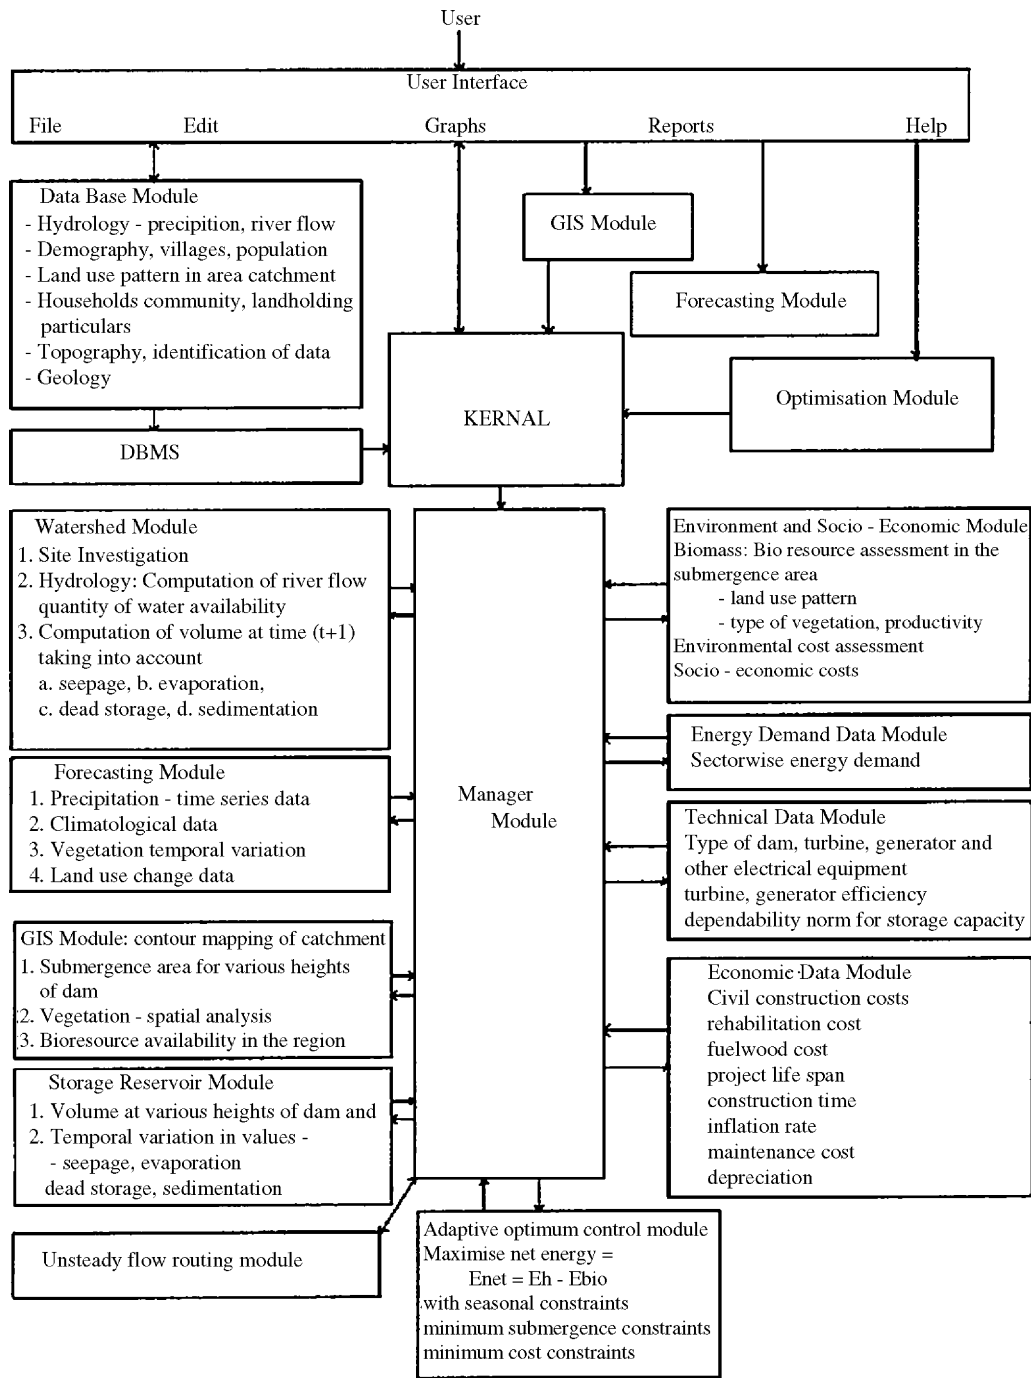 User
User Interface
File Edit Graphs Reports Help
Data Base Module
- Hydrology - precipition, river flow
- Demography, villages, population
- Land use pattern in area catchment
- Households community, landholding
particulars
- Topography, identification of data
- Geology
GIS Module
Forecasting Module
Optimisation Module
KERNAL
DBMS
Watershed Module
1. Site Investigation
2. Hydrology: Computation of river flow
quantity of water availability
3. Computation of volume at time (t+1)
taking into account
a. seepage, b. evaporation,
c. dead storage, d. sedimentation
Forecasting Module
1. Precipitation - time series data
2. Climatological data
3. Vegetation temporal variation
4. Land use change data
GIS Module: contour mapping of catchment
1. Submergence area for various heights
of dam
2. Vegetation - spatial analysis
3. Bioresource availability in the region
Storage Reservoir Module
1. Volume at various heights of dam and
2. Temporal variation in values -
- seepage, evaporation
dead storage, sedimentation
Unsteady flow routing module
Manager
Module
Environment and Socio - Economic Module
Biomass: Bio resource assessment in the
submergence area
- land use pattern
- type of vegetation, productivity
Environmental cost assessment
Socio - economic costs
Energy Demand Data Module
Sectorwise energy demand
Technical Data Module
Type of dam, turbine, generator and
other electrical equipment
turbine, generator efficiency
dependability norm for storage capacity
Economic Data Module
Civil construction costs
rehabilitation cost
fuelwood cost
project life span
construction time
inflation rate
maintenance cost
depreciation
Adaptive optimum control module
Maximise net energy =
Enet = Eh - Ebio
with seasonal constraints
minimum submergence constraints
minimum cost constraints